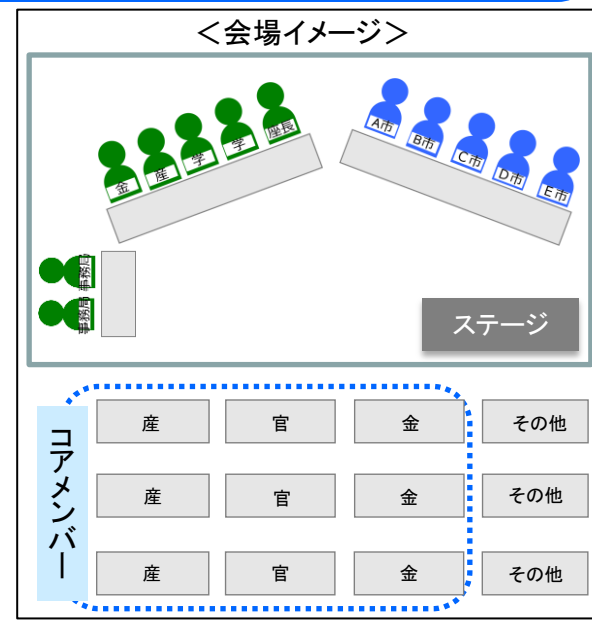 ＜会場イメージ＞
金
産
学
学
座長
A市
B市
C市
D市
E市
事務局
事務局
ステージ
コアメンバー
産 官 金 その他
産 官 金 その他
産 官 金 その他